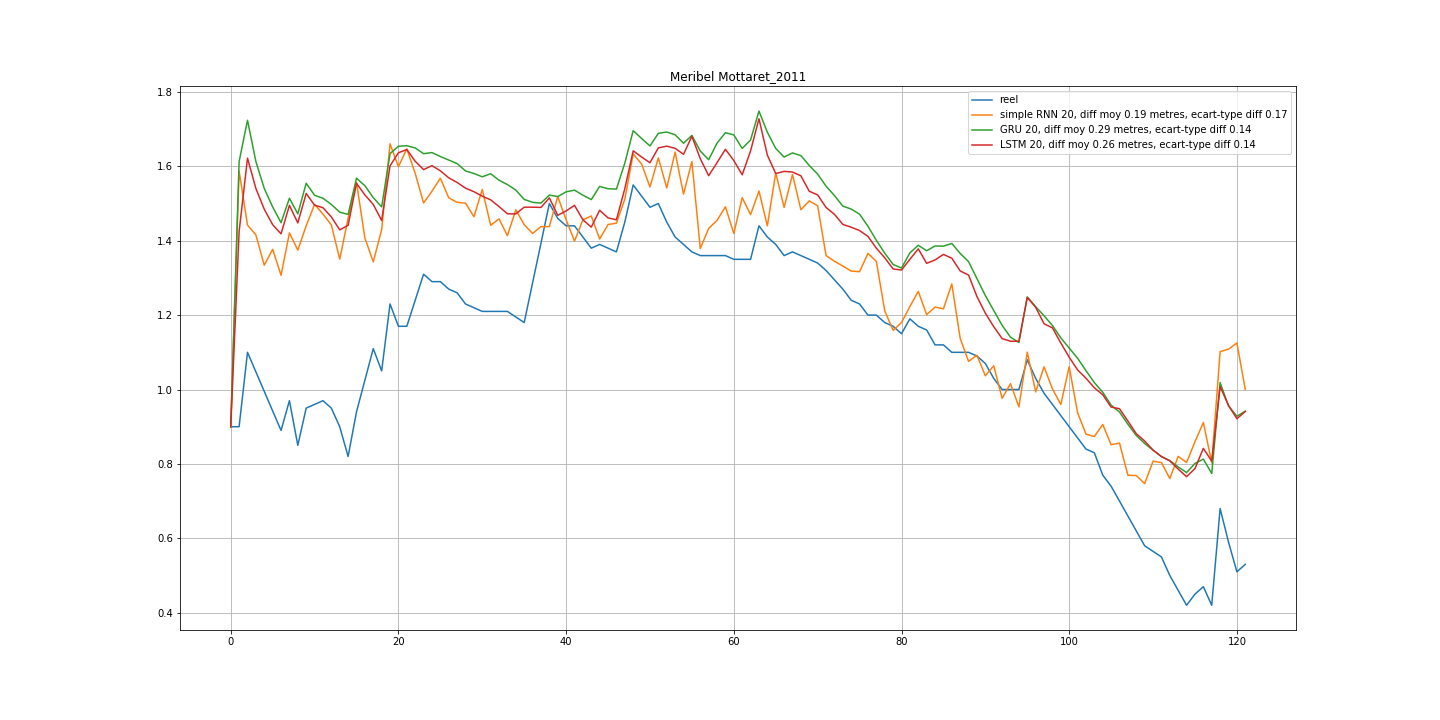 Meribel Mottaret_2011
1.8
1.6
1.4
1.2
1.0
0.8
0.6
0.4
reel
simple RNN 20, diff moy 0.19 metres, ecart-type diff 0.17
GRU 20, diff moy 0.29 metres, ecart-type diff 0.14
LSTM 20, diff moy 0.26 metres, ecart-type diff 0.14
0 20 40 60 80 100 120